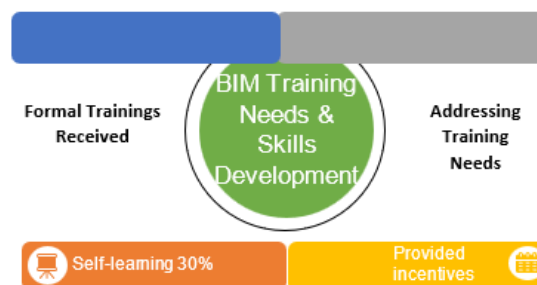 BIM Training
Needs &
Skills
Development
Formal Trainings
Received
Addressing
Training
Needs
Self-learning 30%
Provided
incentives